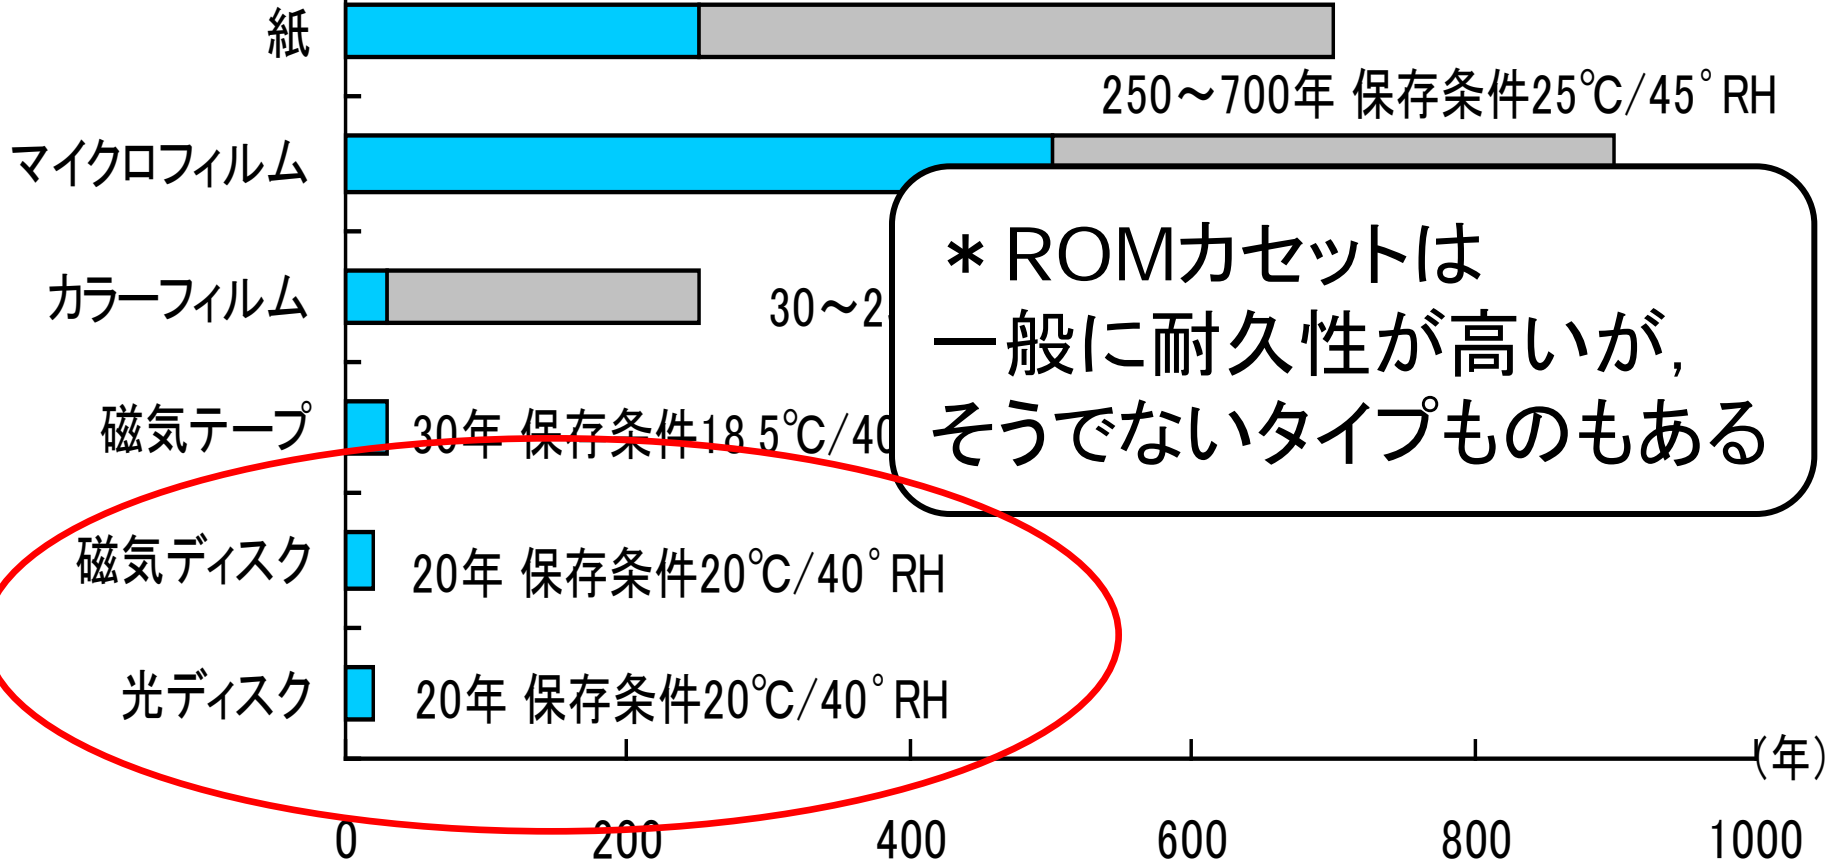 紙
250～700年 保存条件25℃/45ﾟRH
マイクロフィルム
カラーフィルム
30～2
＊ROMカセットは
一般に耐久性が高いが，
そうでないタイプものもある
磁気テープ
30年 保存条件18.5℃/40
磁気ディスク
20年 保存条件20℃/40ﾟRH
光ディスク
20年 保存条件20℃/40ﾟRH
(年)
0 200 400 600 800 1000